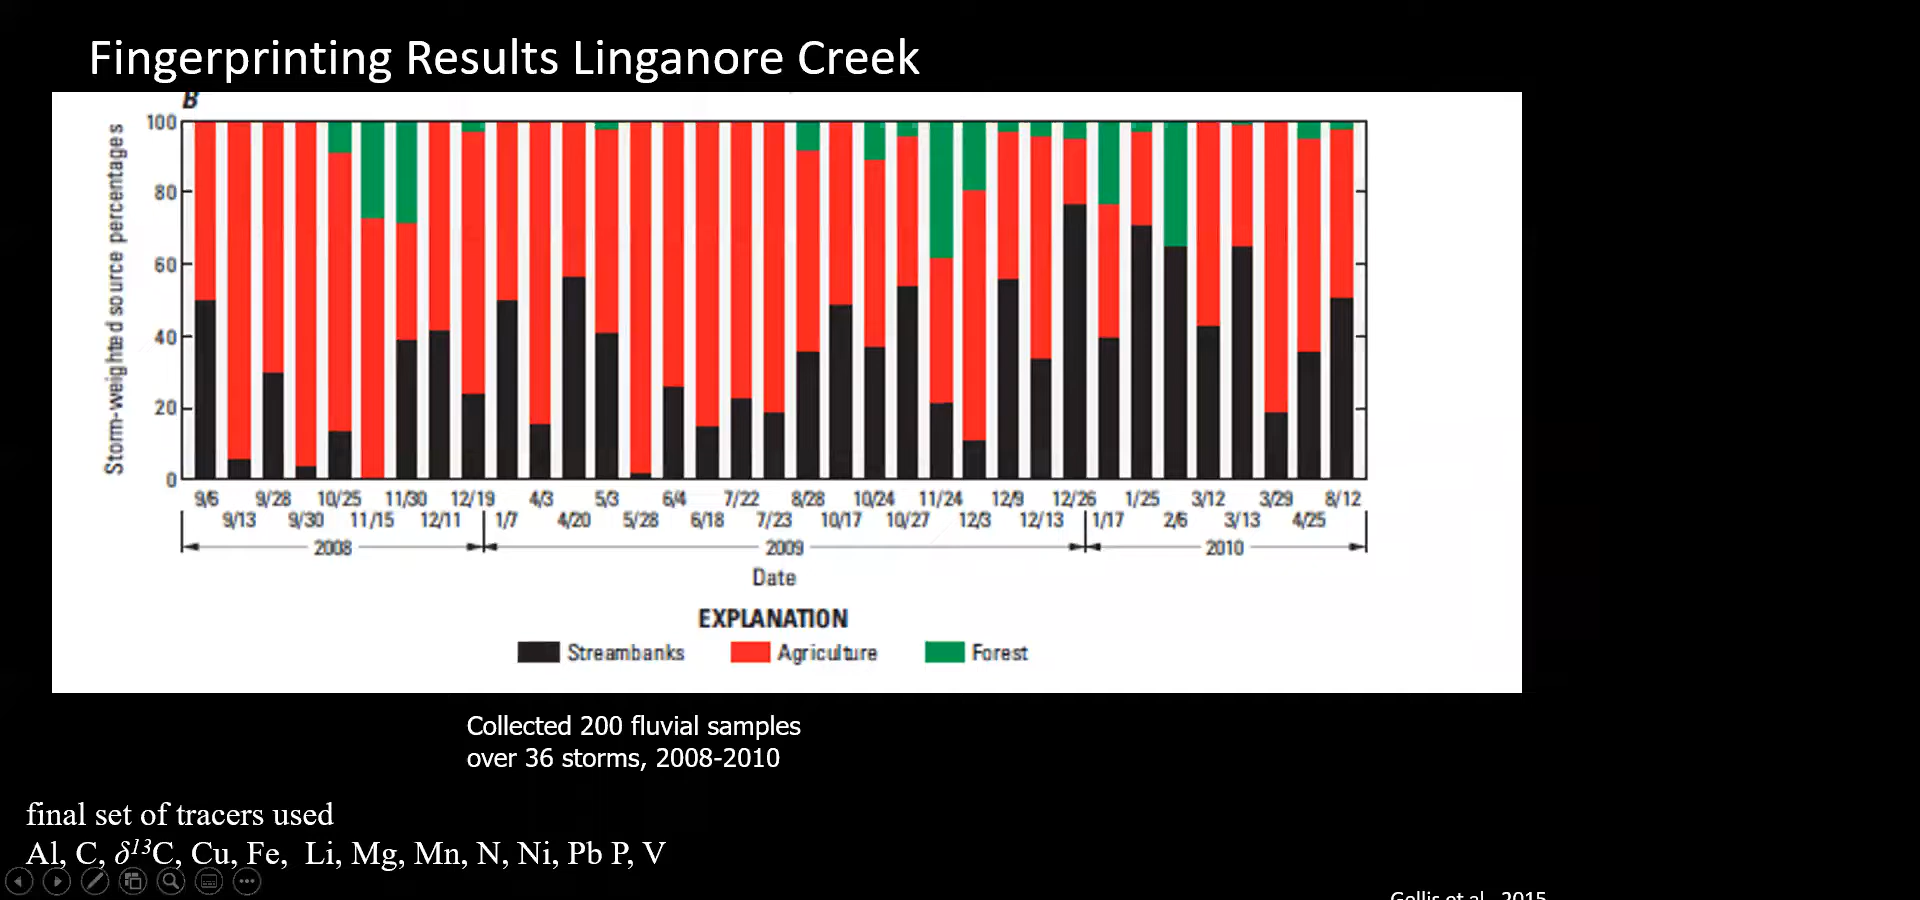 Fingerprinting Results Linganore Creek
B
Storm-weighted source percentages
100
80
60
40
20
0
9/6 9/28 10/25 11/30 12/19 4/3 5/3 6/4 7/22 8/28 10/24 11/24 12/9 12/26 1/25 3/12 3/29 8/12
9/13 9/30 11/15 12/11 1/7 4/20 5/28 6/18 7/23 10/17 10/27 12/3 12/13 1/17 2/6 3/13 4/25
2008 2009 2010
Date
EXPLANATION
Streambanks Agriculture Forest
Collected 200 fluvial samples
over 36 storms, 2008-2010
final set of tracers used
Al, C, δ¹³C, Cu, Fe, Li, Mg, Mn, N, Ni, Pb P, V
Gellis et al., 2015